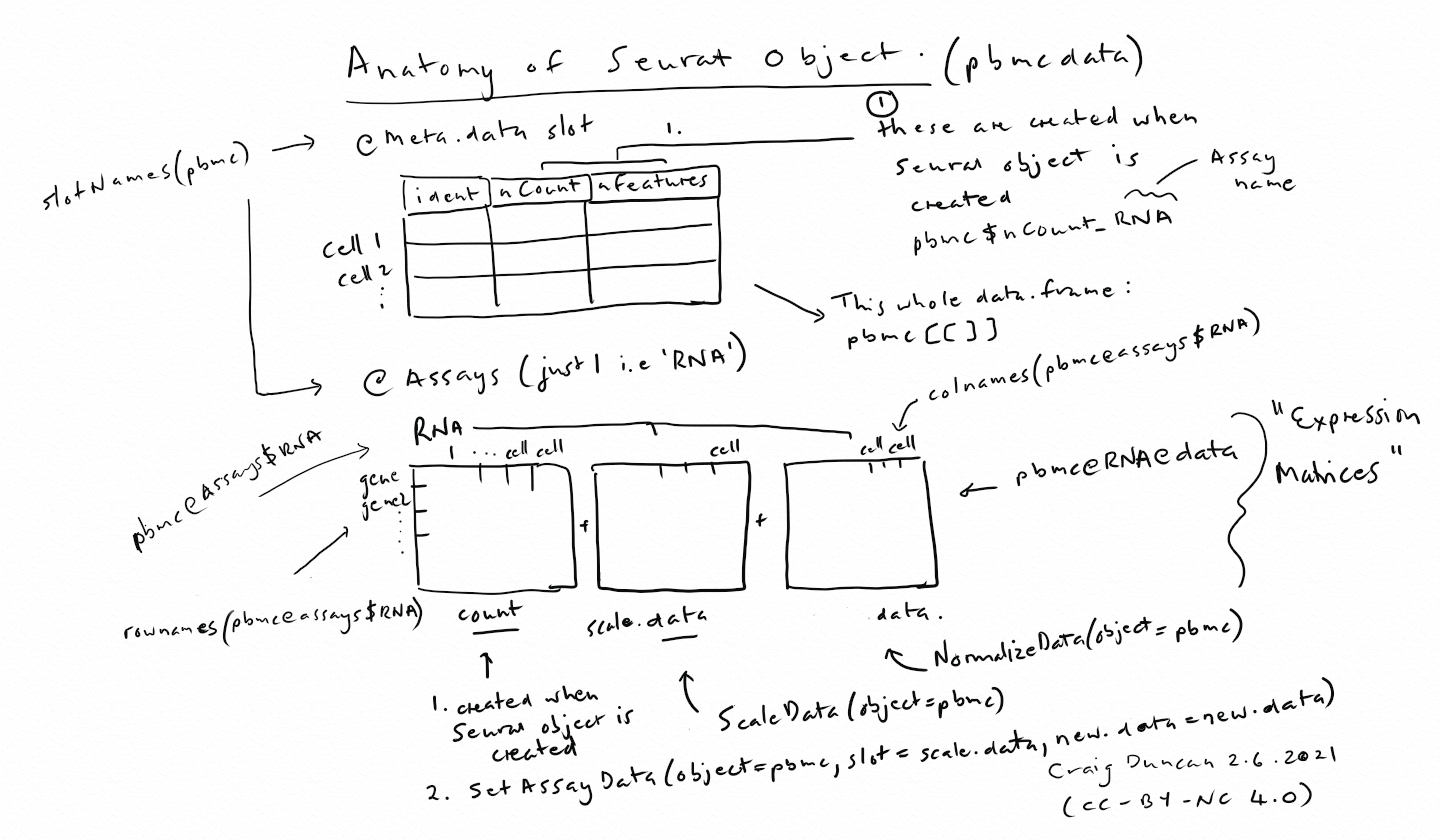 Anatomy of Seurat Object. (pbmcdata)
slotNames(pbmc)
@meta.data slot
1.
ident nCount nFeatures
cell 1
cell 2
⋮
①
these are created when
Seurat object is
created
pbmc$nCount_RNA
Assay
name
This whole data.frame:
pbmc[[]]
@Assays (just 1 i.e 'RNA')
colnames(pbmc@assays$RNA)
RNA
1 ... cell cell
cell
cell cell
pbmc@Assays$RNA
gene
gene2
⋮
+
+
pbmc@RNA@data
"Expression
Matrices"
rownames(pbmc@assays$RNA)
count
scale.data
data.
NormalizeData(object=pbmc)
ScaleData(object=pbmc)
1. created when
Seurat object is
created
2. SetAssayData(object=pbmc, slot=scale.data, new.data=new.data)
Craig Duncan 2.6.2021
(CC-BY-NC 4.0)